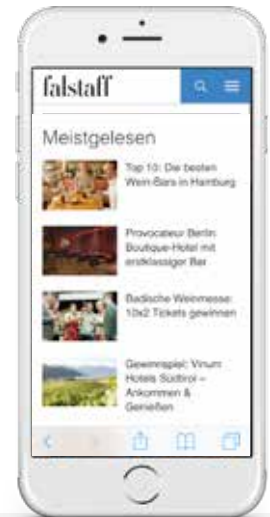 falstaff
Meistgelesen
Top 10: Die besten
Wein-Bars in Hamburg
Provocateur Berlin:
Boutique-Hotel mit
erstklassiger Bar
Badische Weinmesse:
10x2 Tickets gewinnen
Gewinnspiel: Vinum
Hotels Südtirol –
Ankommen &
Genießen